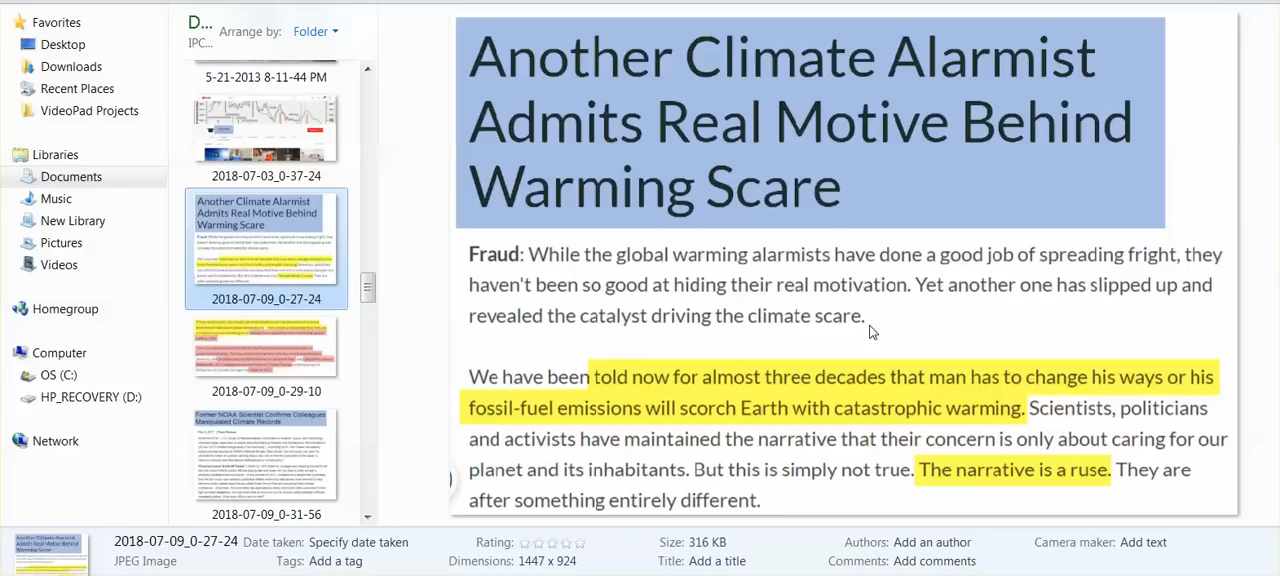 Favorites
Desktop
Downloads
Recent Places
VideoPad Projects
Libraries
Documents
Music
New Library
Pictures
Videos
Homegroup
Computer
OS (C:)
HP_RECOVERY (D:)
Network
D...
IPC...
Arrange by: Folder
5-21-2013 8-11-44 PM
2018-07-03_0-37-24
Another Climate Alarmist
Admits Real Motive Behind
Warming Scare
2018-07-09_0-27-24
2018-07-09_0-29-10
Former NOAA Scientist Confirms Colleagues
Manipulated Climate Records
2018-07-09_0-31-56
Another Climate Alarmist
Admits Real Motive Behind
Warming Scare
Fraud: While the global warming alarmists have done a good job of spreading fright, they
haven't been so good at hiding their real motivation. Yet another one has slipped up and
revealed the catalyst driving the climate scare.
We have been told now for almost three decades that man has to change his ways or his
fossil-fuel emissions will scorch Earth with catastrophic warming. Scientists, politicians
and activists have maintained the narrative that their concern is only about caring for our
planet and its inhabitants. But this is simply not true. The narrative is a ruse. They are
after something entirely different.
2018-07-09_0-27-24 Date taken: Specify date taken Rating: Size: 316 KB Authors: Add an author Camera maker: Add text
JPEG Image Tags: Add a tag Dimensions: 1447 x 924 Title: Add a title Comments: Add comments